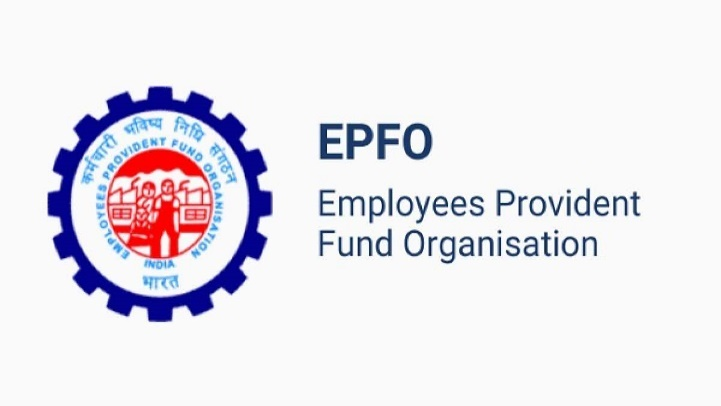 कर्मचारी भविष्य निधि संगठन
EMPLOYEES PROVIDENT FUND ORGANISATION
INDIA
भारत
EPFO
Employees Provident
Fund Organisation